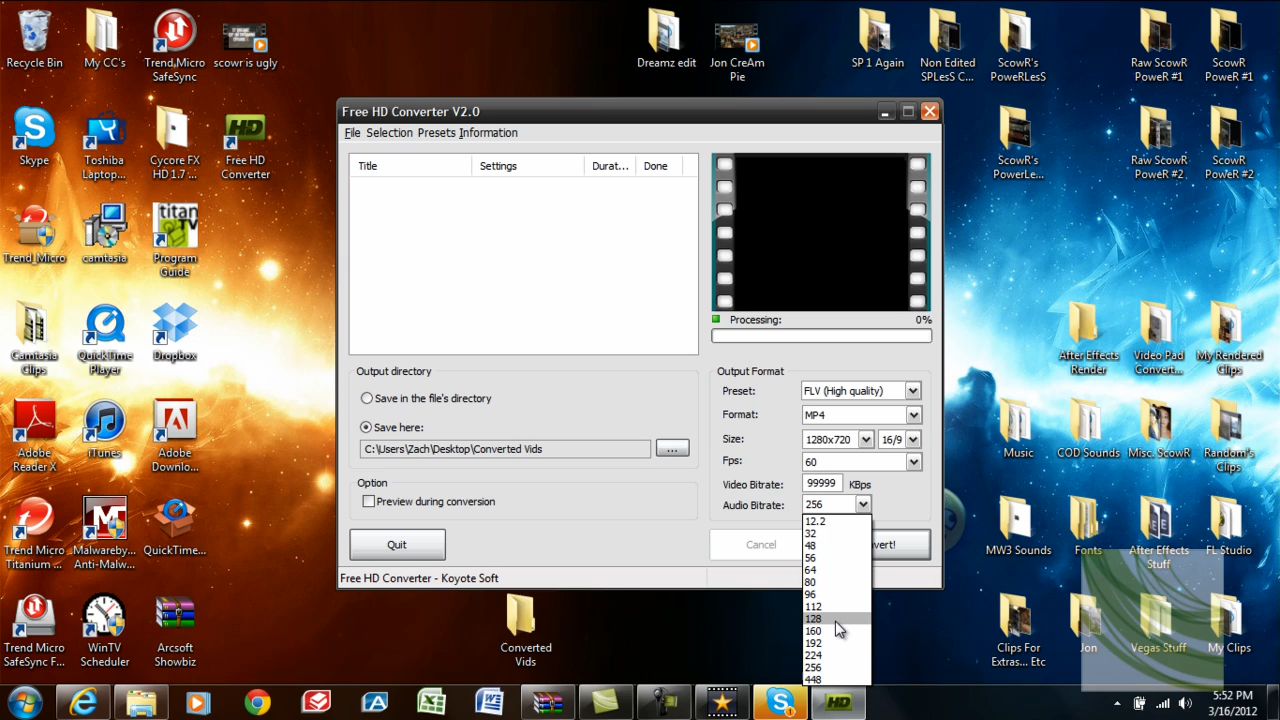 Recycle Bin
My CC's
Trend Micro
SafeSync
scowr is ugly
Dreamz edit
Jon CreAm
Pie
SP 1 Again
Non Edited
SPLesS C...
ScowR's
PoweRLesS
Raw ScowR
PoweR #1
ScowR
PoweR #1
Skype
Toshiba
Laptop...
Cycore FX
HD 1.7 ...
HD
Free HD
Converter
ScowR's
PowerLe...
Raw ScowR
PoweR #2
ScowR
PoweR #2
Trend_Micro
camtasia
titan
TV
Program
Guide
Camtasia
Clips
QuickTime
Player
Dropbox
After Effects
Render
Video Pad
Convert...
My Rendered
Clips
Adobe
Reader X
iTunes
Adobe
Downlo...
Music
COD Sounds
Misc. ScowR
Random's
Clips
Trend Micro
Titanium ...
Malwareby...
Anti-Malw...
QuickTime...
MW3 Sounds
Fonts
After Effects
Stuff
FL Studio
Trend Micro
SafeSync F...
WinTV
Scheduler
Arcsoft
Showbiz
Converted
Vids
Clips For
Extras... Etc
Jon
Vegas Stuff
My Clips
Free HD Converter V2.0
File Selection Presets Information
Title
Settings
Durat...
Done
Processing:
0%
Output directory
Save in the file's directory
Save here:
C:\Users\Zach\Desktop\Converted Vids
...
Option
Preview during conversion
Output Format
Preset:
FLV (High quality)
Format:
MP4
Size:
1280x720
16/9
Fps:
60
Video Bitrate:
99999
KBps
Audio Bitrate:
256
12.2
32
48
56
64
80
96
112
128
160
192
224
256
448
Quit
Cancel
vert!
Free HD Converter - Koyote Soft
HD
5:52 PM
3/16/2012